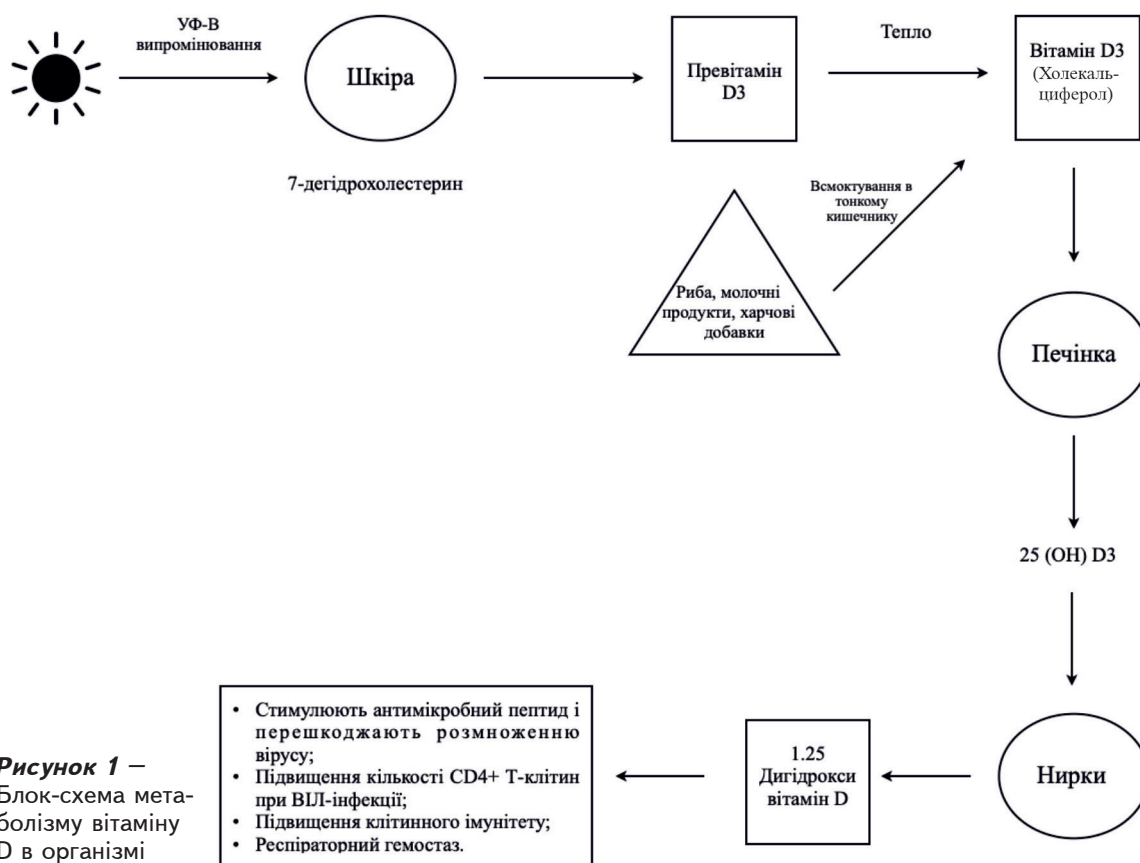 УФ-В
випромінювання
Шкіра
7-дегідрохолестерин
Превітамін
D3
Тепло
Вітамін D3
(Холекаль-
циферол)
Всмоктування в
тонкому
кишечнику
Риба, молочні
продукти, харчові
добавки
Печінка
25 (ОН) D3
Нирки
1.25
Дигідрокси
вітамін D
• Стимулюють антимікробний пептид і
перешкоджають розмноженню
вірусу;
• Підвищення кількості CD4+ Т-клітин
при ВІЛ-інфекції;
• Підвищення клітинного імунітету;
• Респіраторний гемостаз.
Рисунок 1 –
Блок-схема мета-
болізму вітаміну
D в організмі